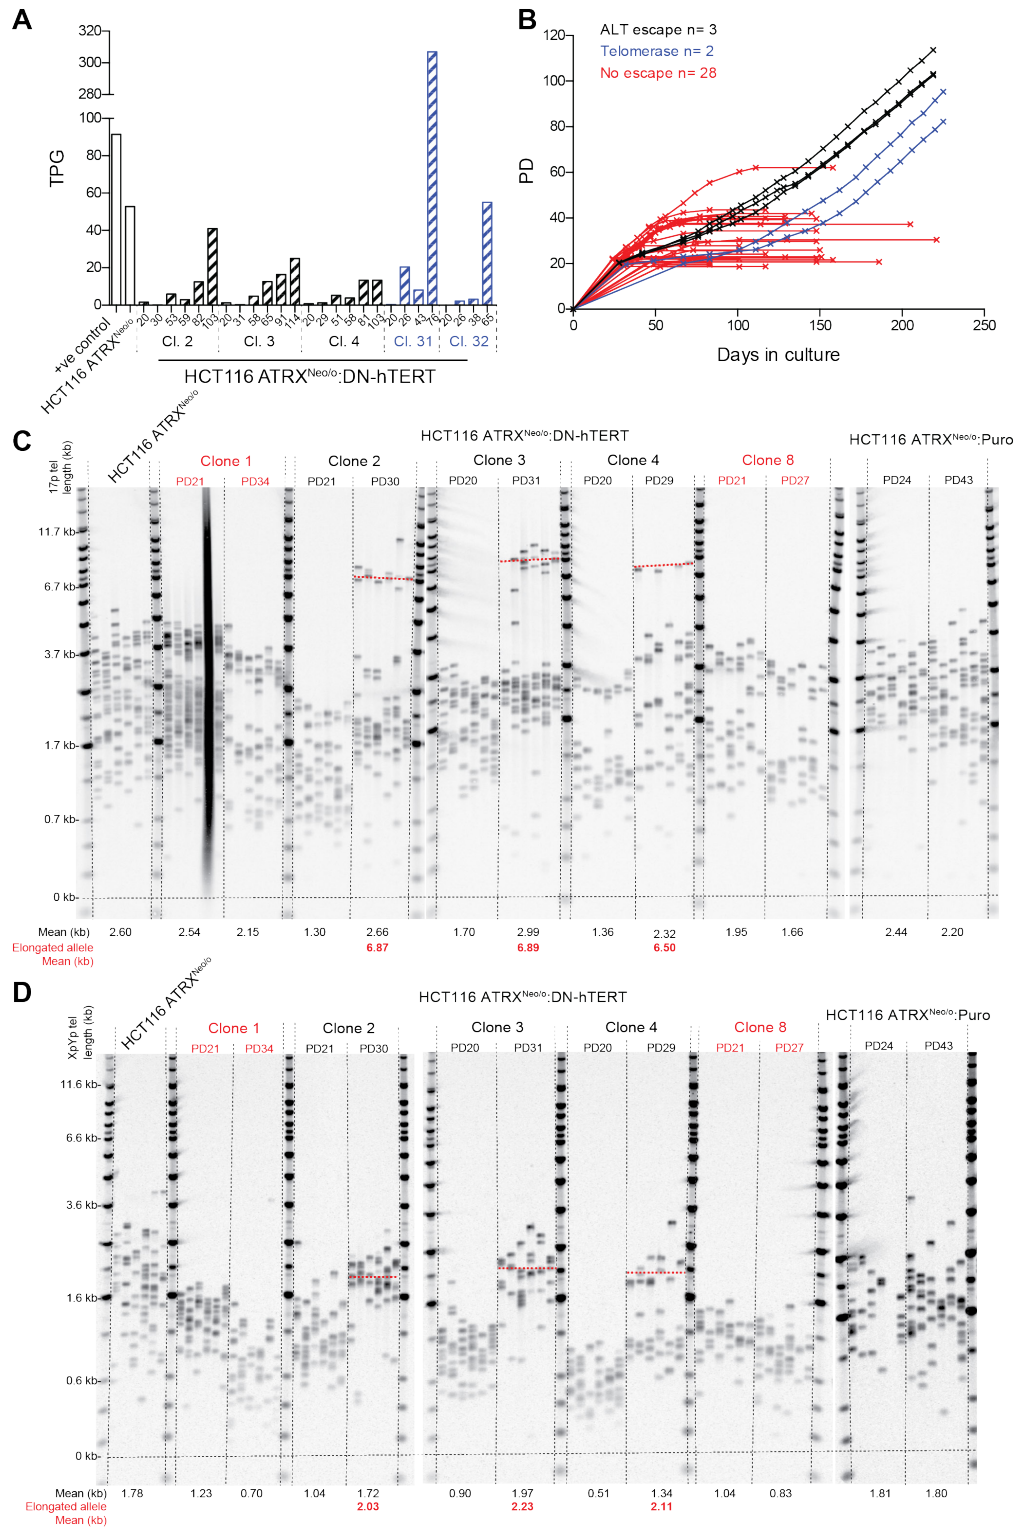 A
TPG
320
300
280
100
80
60
40
20
0
+ve control
HCT116 ATRXNeo/o
20 30 53 59 82 103 20 31 58 65 91 114 20 29 51 58 81 103 20 26 43 76 20 26 38 65
Cl. 2 Cl. 3 Cl. 4 Cl. 31 Cl. 32
HCT116 ATRXNeo/o:DN-hTERT
B
ALT escape n= 3
Telomerase n= 2
No escape n= 28
PD
120
100
80
60
40
20
0
0 50 100 150 200 250
Days in culture
C
17p tel
length (kb)
HCT116 ATRXNeo/o
HCT116 ATRXNeo/o:DN-hTERT
HCT116 ATRXNeo/o:Puro
Clone 1 Clone 2 Clone 3 Clone 4 Clone 8
PD21 PD34 PD21 PD30 PD20 PD31 PD20 PD29 PD21 PD27 PD24 PD43
11.7 kb-
6.7 kb-
3.7 kb-
1.7 kb-
0.7 kb-
0 kb-
Mean (kb) 2.60 2.54 2.15 1.30 2.66 1.70 2.99 1.36 2.32 1.95 1.66 2.44 2.20
Elongated allele 6.87 6.89 6.50
Mean (kb)
D
XpYp tel
length (kb)
HCT116 ATRXNeo/o
HCT116 ATRXNeo/o:DN-hTERT
HCT116 ATRXNeo/o:Puro
Clone 1 Clone 2 Clone 3 Clone 4 Clone 8
PD21 PD34 PD21 PD30 PD20 PD31 PD20 PD29 PD21 PD27 PD24 PD43
11.6 kb-
6.6 kb-
3.6 kb-
1.6 kb-
0.6 kb-
0 kb-
Mean (kb) 1.78 1.23 0.70 1.04 1.72 0.90 1.97 0.51 1.34 1.04 0.83 1.81 1.80
Elongated allele 2.03 2.23 2.11
Mean (kb)